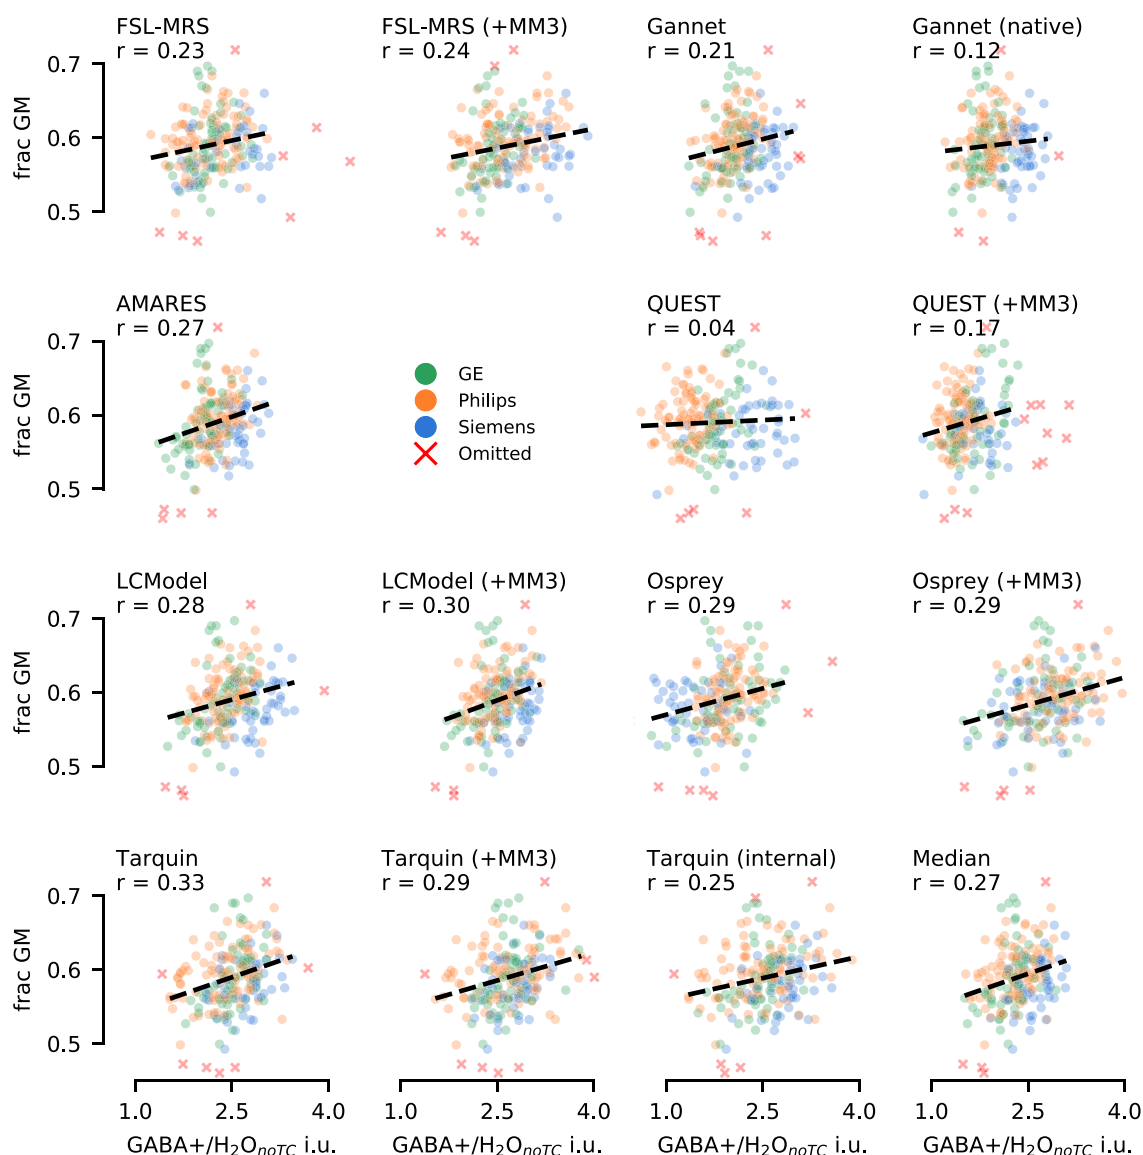 FSL-MRS
r = 0.23
FSL-MRS (+MM3)
r = 0.24
Gannet
r = 0.21
Gannet (native)
r = 0.12
0.7
0.6
0.5
frac GM
AMARES
r = 0.27
GE
Philips
Siemens
Omitted
QUEST
r = 0.04
QUEST (+MM3)
r = 0.17
0.7
0.6
0.5
frac GM
LCModel
r = 0.28
LCModel (+MM3)
r = 0.30
Osprey
r = 0.29
Osprey (+MM3)
r = 0.29
0.7
0.6
0.5
frac GM
Tarquin
r = 0.33
Tarquin (+MM3)
r = 0.29
Tarquin (internal)
r = 0.25
Median
r = 0.27
0.7
0.6
0.5
frac GM
1.0 2.5 4.0
1.0 2.5 4.0
1.0 2.5 4.0
1.0 2.5 4.0
GABA+/H₂O_noTC i.u.
GABA+/H₂O_noTC i.u.
GABA+/H₂O_noTC i.u.
GABA+/H₂O_noTC i.u.